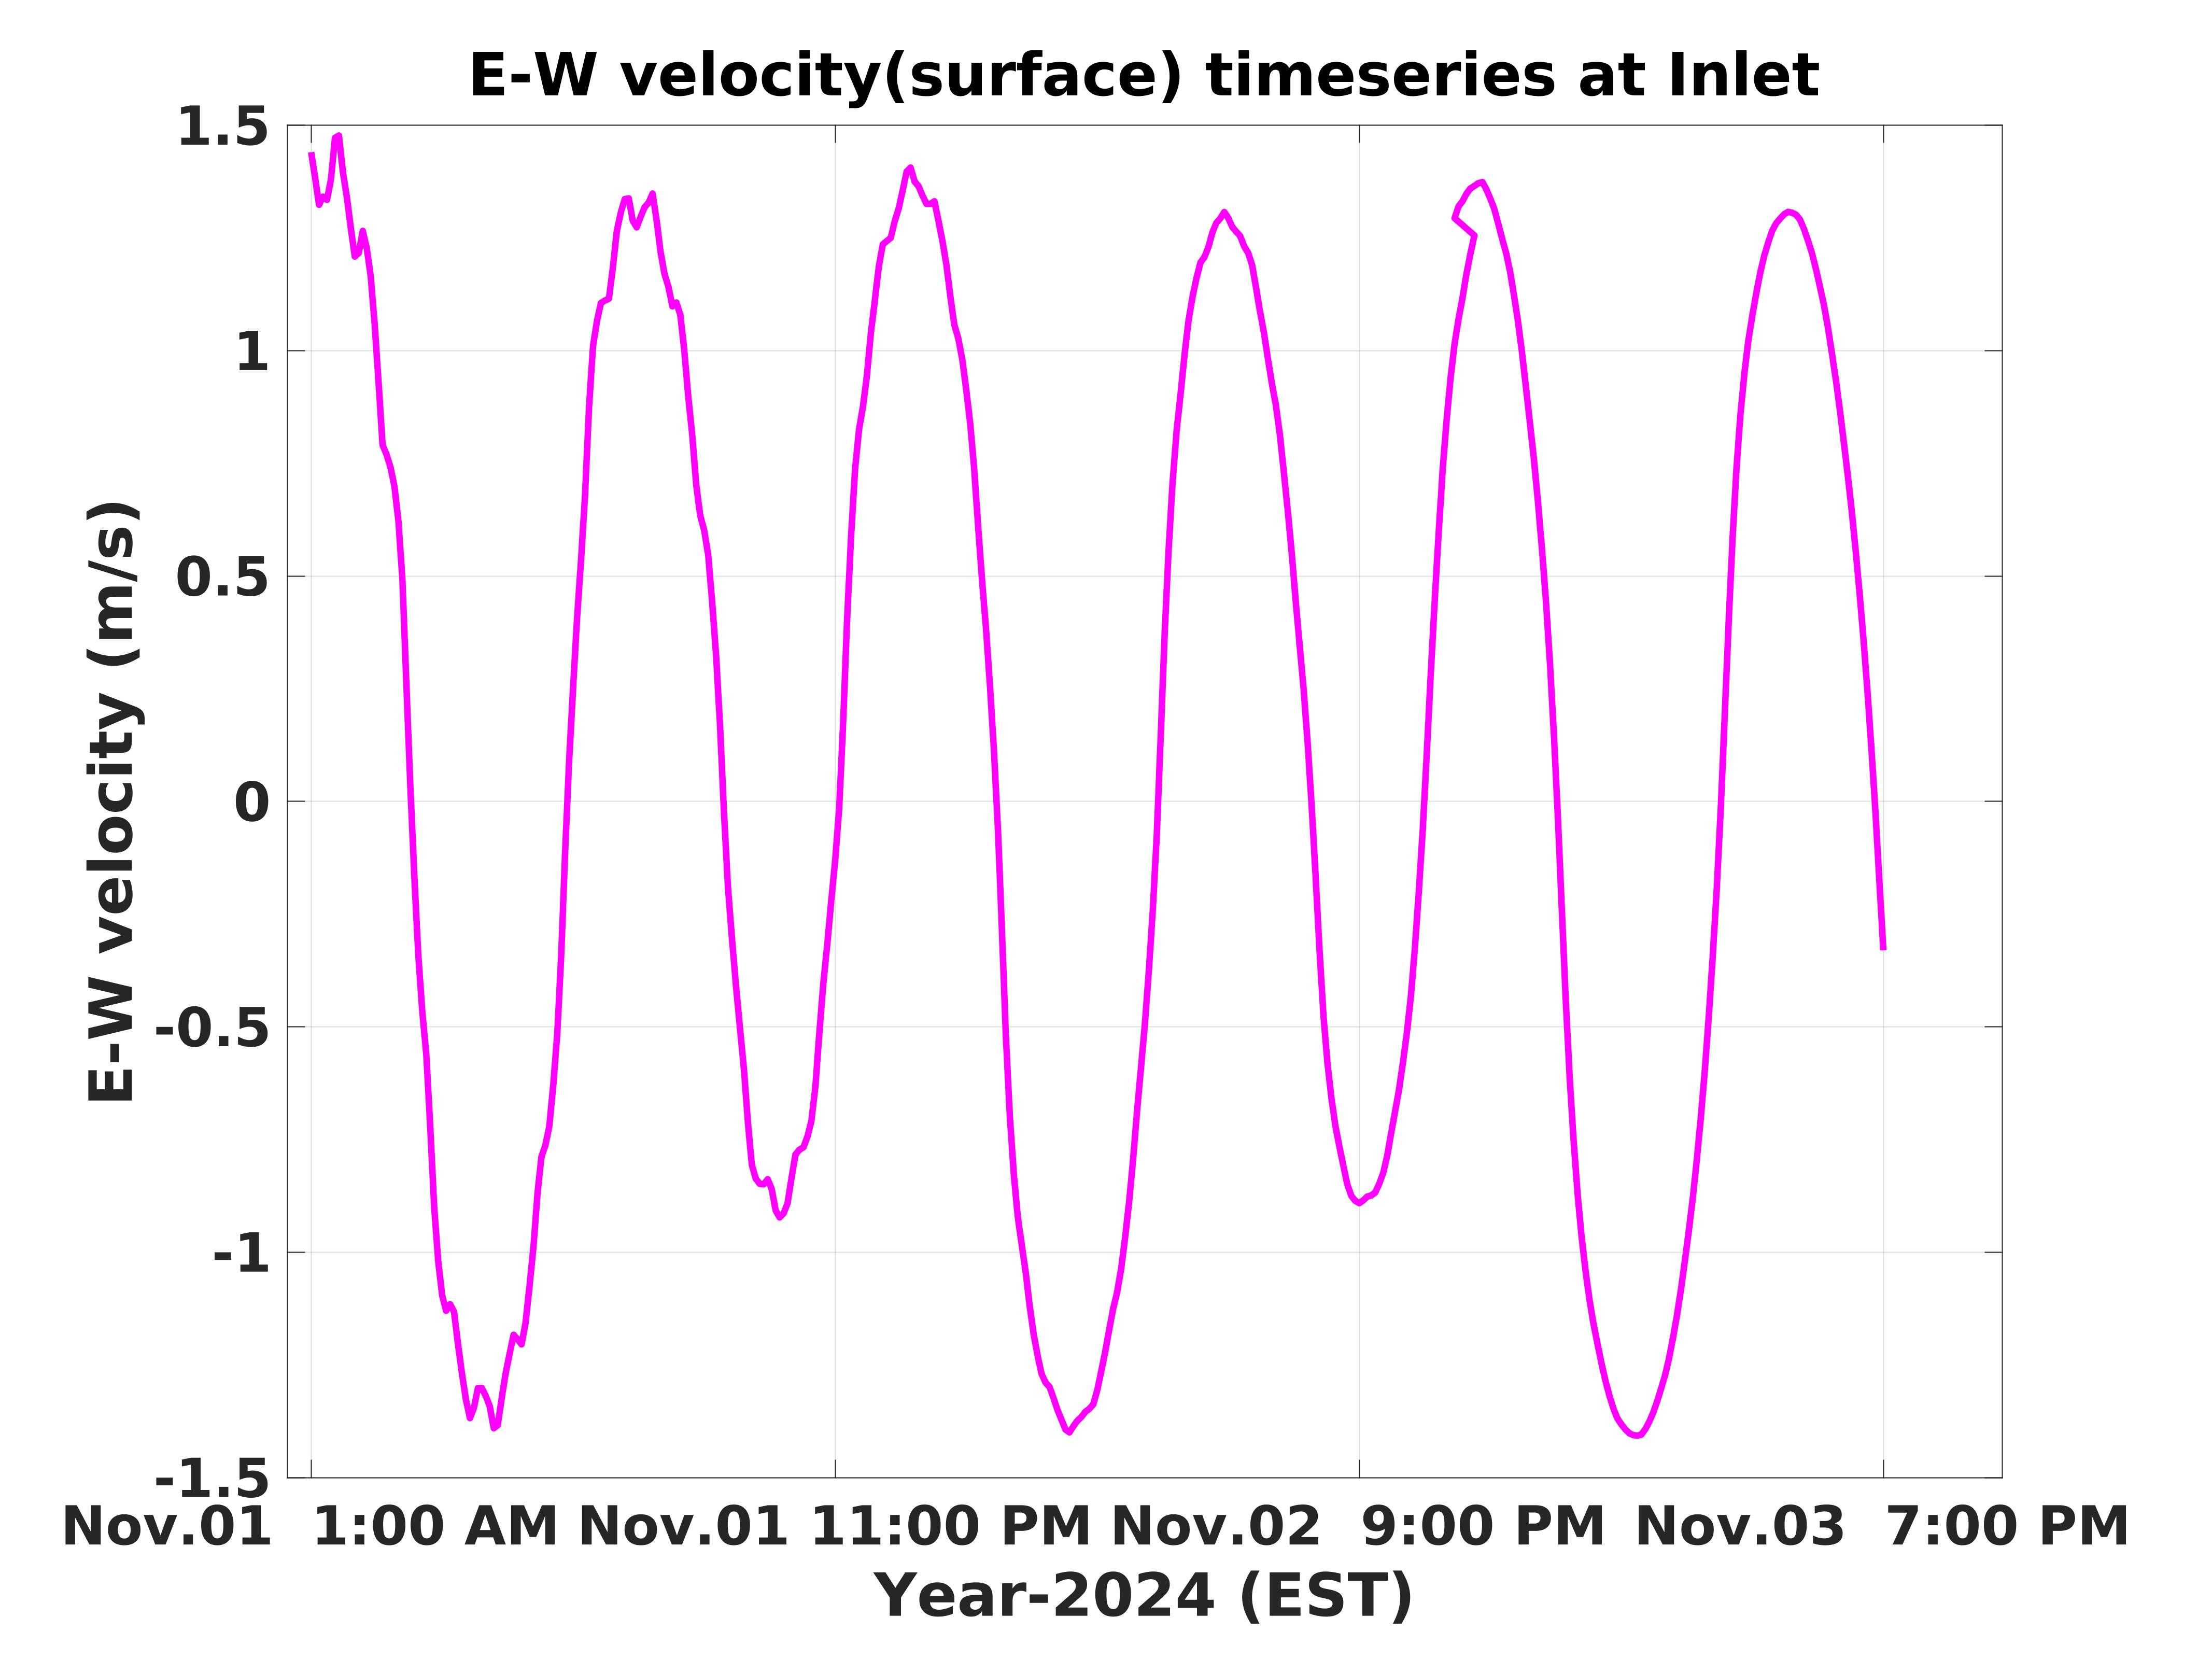 E-W velocity(surface) timeseries at Inlet
1.5
1
0.5
0
-0.5
-1
-1.5
E-W velocity (m/s)
Nov.01 1:00 AM Nov.01 11:00 PM Nov.02 9:00 PM Nov.03 7:00 PM
Year-2024 (EST)